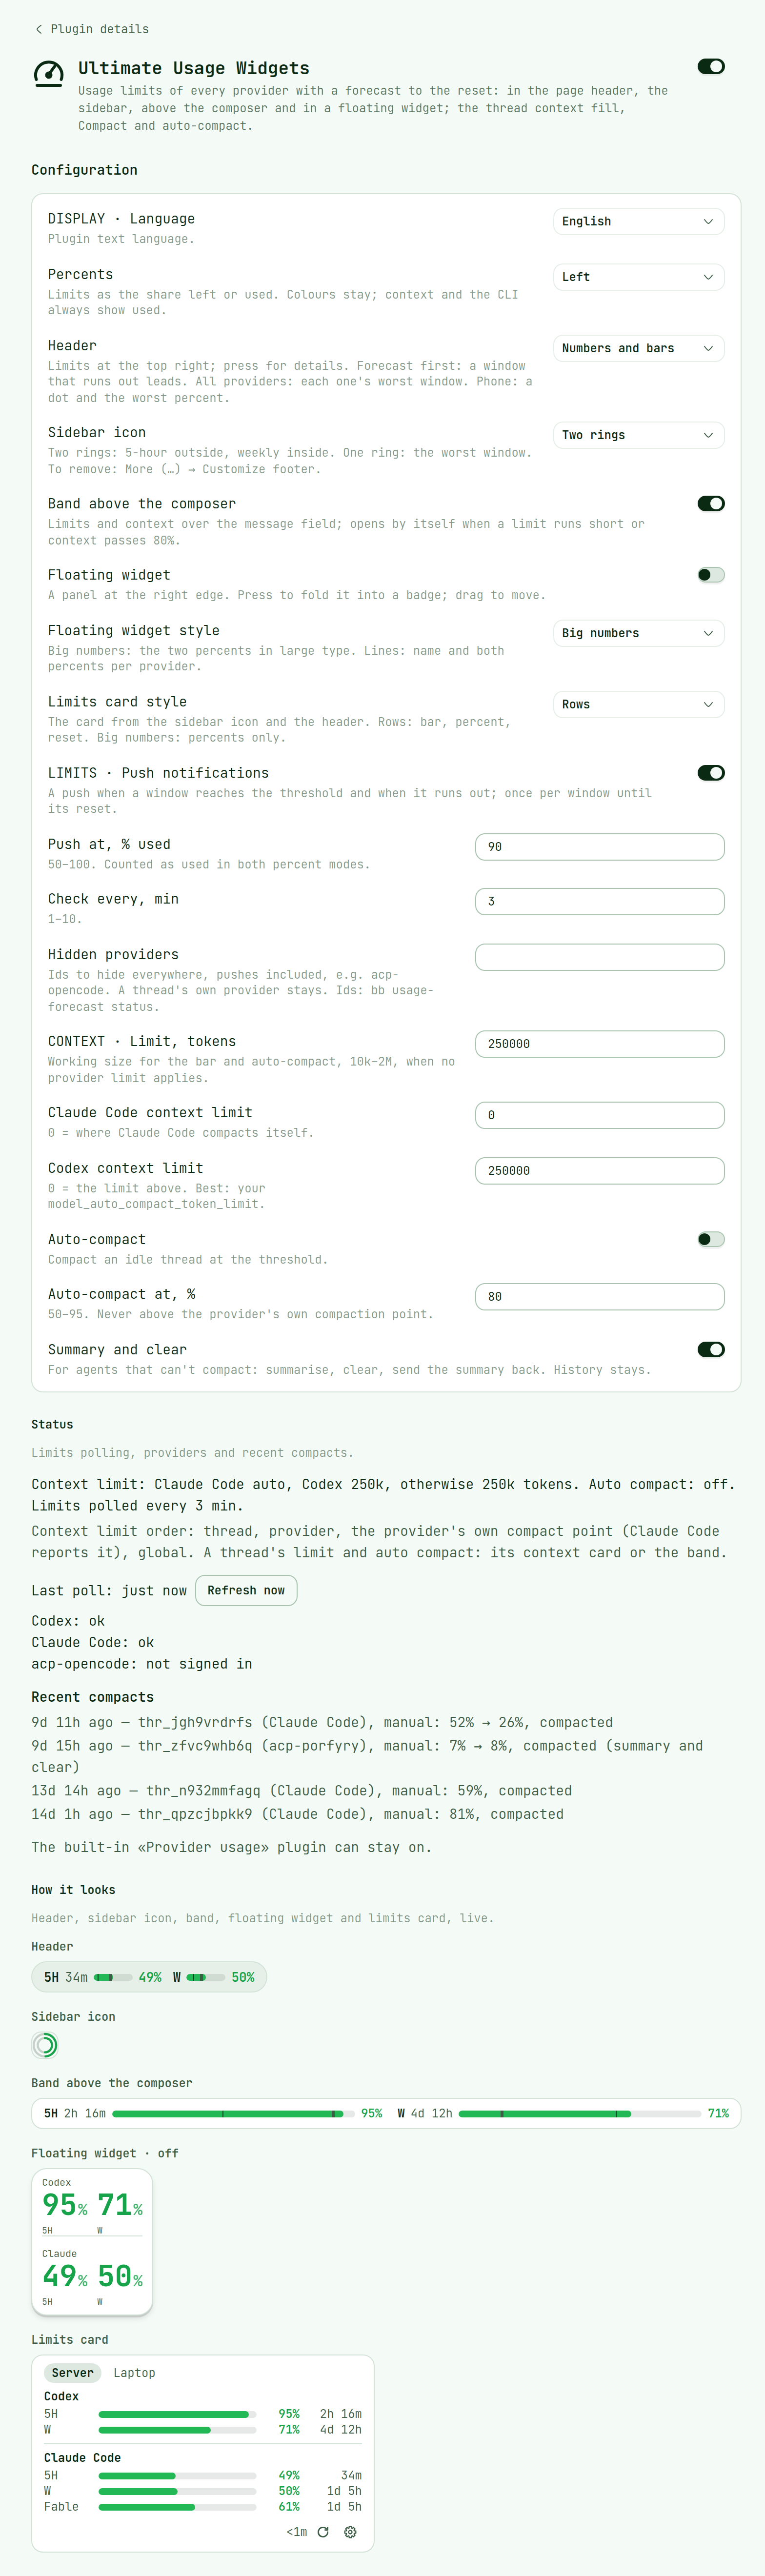 Plugin details
Ultimate Usage Widgets
Usage limits of every provider with a forecast to the reset: in the page header, the
sidebar, above the composer and in a floating widget; the thread context fill,
Compact and auto-compact.
Configuration
DISPLAY · Language
Plugin text language.
English
Percents
Limits as the share left or used. Colours stay; context and the CLI
always show used.
Left
Header
Limits at the top right; press for details. Forecast first: a window
that runs out leads. All providers: each one's worst window. Phone: a
dot and the worst percent.
Numbers and bars
Sidebar icon
Two rings: 5-hour outside, weekly inside. One ring: the worst window.
To remove: More (…) → Customize footer.
Two rings
Band above the composer
Limits and context over the message field; opens by itself when a limit runs short or
context passes 80%.
Floating widget
A panel at the right edge. Press to fold it into a badge; drag to move.
Floating widget style
Big numbers: the two percents in large type. Lines: name and both
percents per provider.
Big numbers
Limits card style
The card from the sidebar icon and the header. Rows: bar, percent,
reset. Big numbers: percents only.
Rows
LIMITS · Push notifications
A push when a window reaches the threshold and when it runs out; once per window until
its reset.
Push at, % used
50–100. Counted as used in both percent modes.
90
Check every, min
1–10.
3
Hidden providers
Ids to hide everywhere, pushes included, e.g. acp-
opencode. A thread's own provider stays. Ids: bb usage-
forecast status.
CONTEXT · Limit, tokens
Working size for the bar and auto-compact, 10k–2M, when no
provider limit applies.
250000
Claude Code context limit
0 = where Claude Code compacts itself.
0
Codex context limit
0 = the limit above. Best: your
model_auto_compact_token_limit.
250000
Auto-compact
Compact an idle thread at the threshold.
Auto-compact at, %
50–95. Never above the provider's own compaction point.
80
Summary and clear
For agents that can't compact: summarise, clear, send the summary back. History stays.
Status
Limits polling, providers and recent compacts.
Context limit: Claude Code auto, Codex 250k, otherwise 250k tokens. Auto compact: off.
Limits polled every 3 min.
Context limit order: thread, provider, the provider's own compact point (Claude Code
reports it), global. A thread's limit and auto compact: its context card or the band.
Last poll: just now
Refresh now
Codex: ok
Claude Code: ok
acp-opencode: not signed in
Recent compacts
9d 11h ago — thr_jgh9vrdrfs (Claude Code), manual: 52% → 26%, compacted
9d 15h ago — thr_zfvc9whb6q (acp-porfyry), manual: 7% → 8%, compacted (summary and
clear)
13d 14h ago — thr_n932mmfagq (Claude Code), manual: 59%, compacted
14d 1h ago — thr_qpzcjbpkk9 (Claude Code), manual: 81%, compacted
The built-in «Provider usage» plugin can stay on.
How it looks
Header, sidebar icon, band, floating widget and limits card, live.
Header
5H 34m 49% W 50%
Sidebar icon
Band above the composer
5H 2h 16m 95% W 4d 12h 71%
Floating widget · off
Codex
95% 71%
5H W
Claude
49% 50%
5H W
Limits card
Server Laptop
Codex
5H 95% 2h 16m
W 71% 4d 12h
Claude Code
5H 49% 34m
W 50% 1d 5h
Fable 61% 1d 5h
<1m